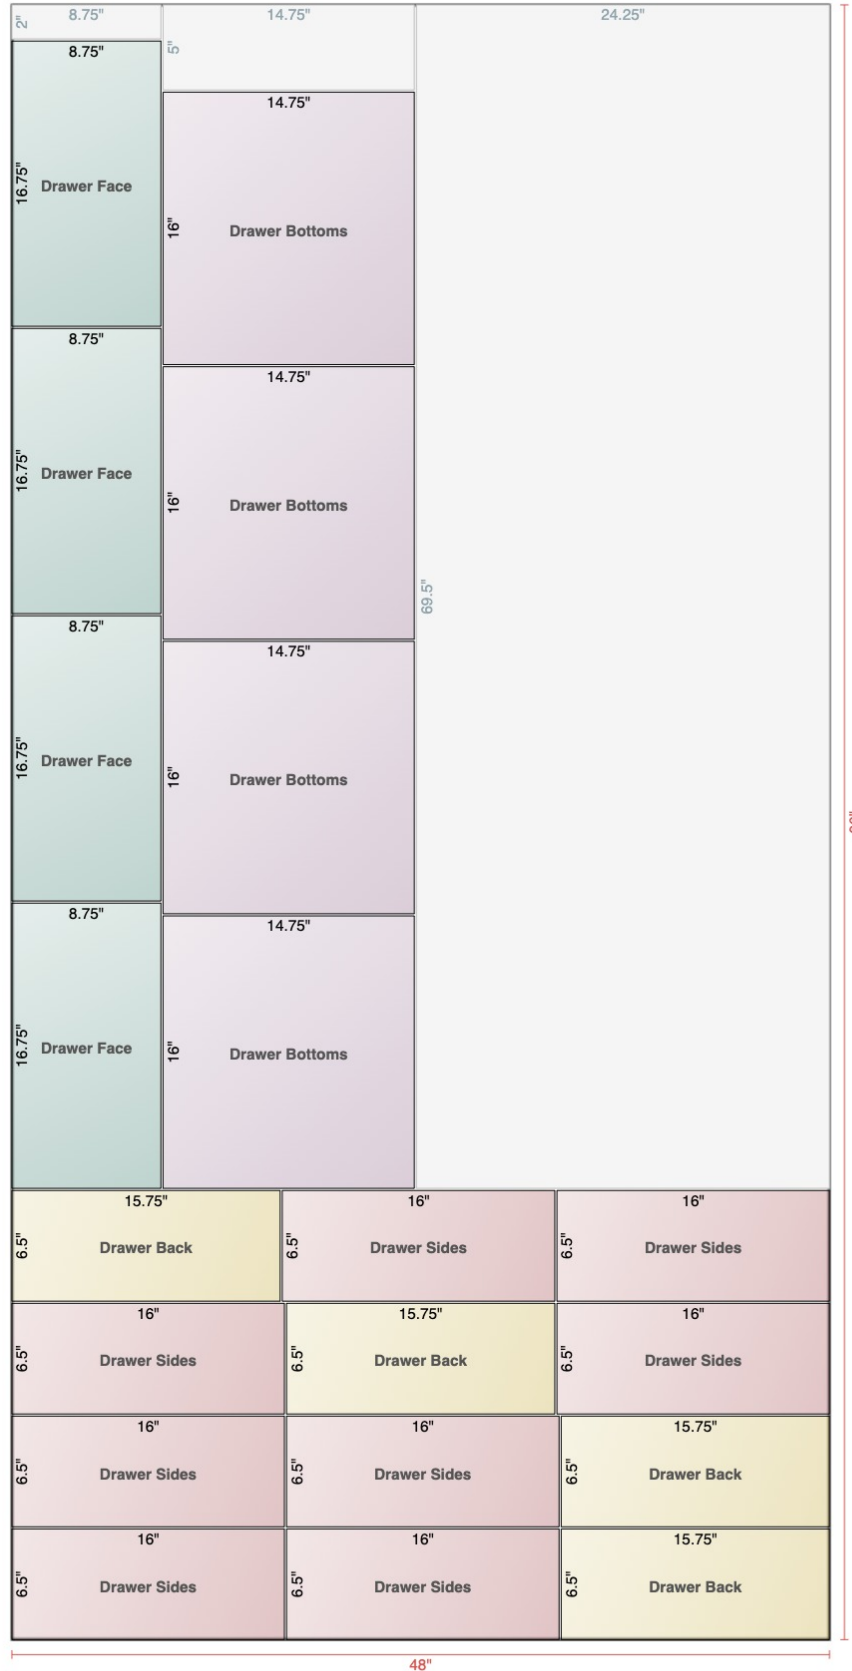 2" 8.75" 14.75" 24.25"
8.75" 5"
16.75" Drawer Face
14.75"
16" Drawer Bottoms
8.75"
16.75" Drawer Face
14.75"
16" Drawer Bottoms
69.5"
8.75"
16.75" Drawer Face
14.75"
16" Drawer Bottoms
8.75"
16.75" Drawer Face
14.75"
16" Drawer Bottoms
15.75" 16" 16"
6.5" Drawer Back 6.5" Drawer Sides 6.5" Drawer Sides
16" 15.75" 16"
6.5" Drawer Sides 6.5" Drawer Back 6.5" Drawer Sides
16" 16" 15.75"
6.5" Drawer Sides 6.5" Drawer Sides 6.5" Drawer Back
16" 16" 15.75"
6.5" Drawer Sides 6.5" Drawer Sides 6.5" Drawer Back
48"